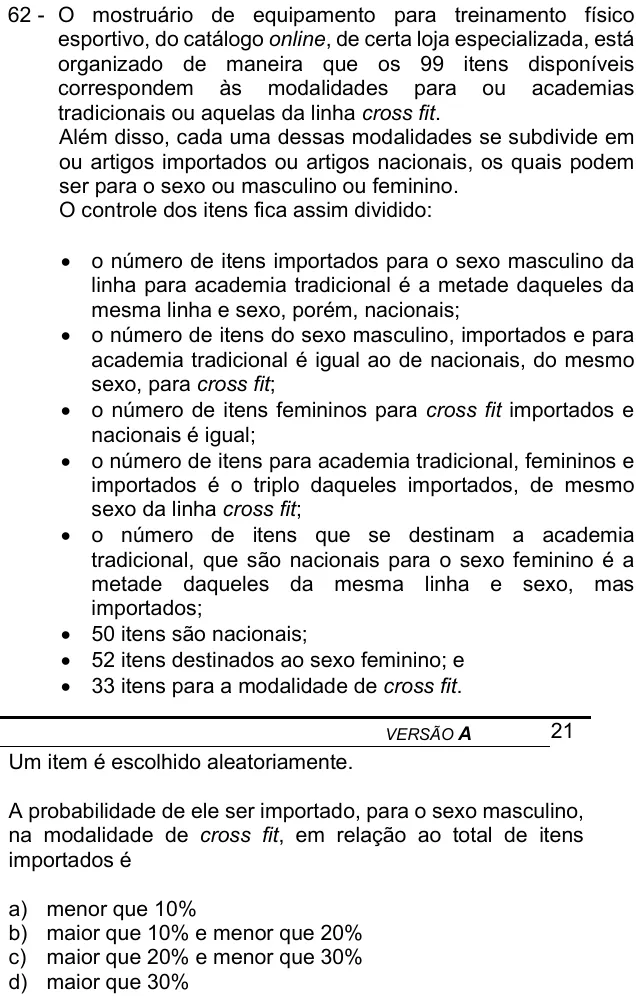 62 - O mostruário de equipamento para treinamento físico
esportivo, do catálogo online, de certa loja especializada, está
organizado de maneira que os 99 itens disponíveis
correspondem às modalidades para ou academias
tradicionais ou aquelas da linha cross fit.
Além disso, cada uma dessas modalidades se subdivide em
ou artigos importados ou artigos nacionais, os quais podem
ser para o sexo ou masculino ou feminino.
O controle dos itens fica assim dividido:
• o número de itens importados para o sexo masculino da
linha para academia tradicional é a metade daqueles da
mesma linha e sexo, porém, nacionais;
• o número de itens do sexo masculino, importados e para
academia tradicional é igual ao de nacionais, do mesmo
sexo, para cross fit;
• o número de itens femininos para cross fit importados e
nacionais é igual;
• o número de itens para academia tradicional, femininos e
importados é o triplo daqueles importados, de mesmo
sexo da linha cross fit;
• o número de itens que se destinam a academia
tradicional, que são nacionais para o sexo feminino é a
metade daqueles da mesma linha e sexo, mas
importados;
• 50 itens são nacionais;
• 52 itens destinados ao sexo feminino; e
• 33 itens para a modalidade de cross fit.
VERSÃO A 21
Um item é escolhido aleatoriamente.
A probabilidade de ele ser importado, para o sexo masculino,
na modalidade de cross fit, em relação ao total de itens
importados é
a) menor que 10%
b) maior que 10% e menor que 20%
c) maior que 20% e menor que 30%
d) maior que 30%